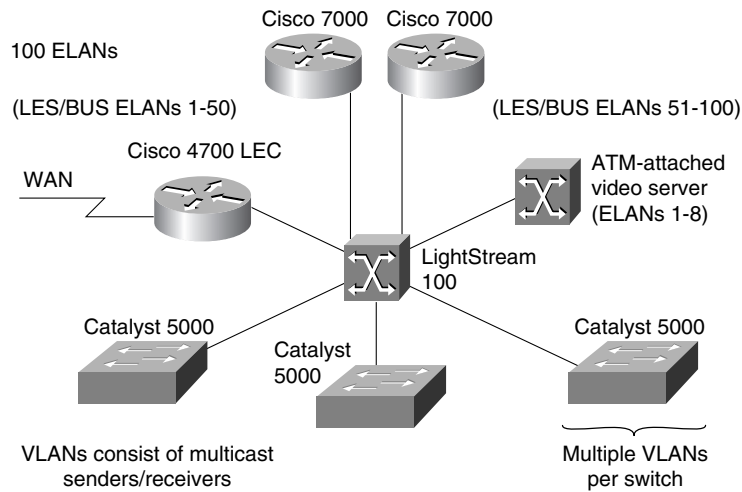 Cisco 7000
Cisco 7000
100 ELANs
(LES/BUS ELANs 1-50)
(LES/BUS ELANs 51-100)
Cisco 4700 LEC
WAN
ATM-attached
video server
(ELANs 1-8)
LightStream
100
Catalyst 5000
Catalyst
5000
Catalyst 5000
VLANs consist of multicast
senders/receivers
Multiple VLANs
per switch